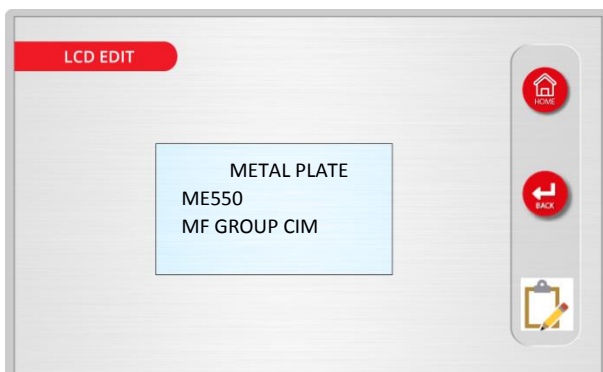 LCD EDIT
HOME
METAL PLATE
ME550
MF GROUP CIM
BACK